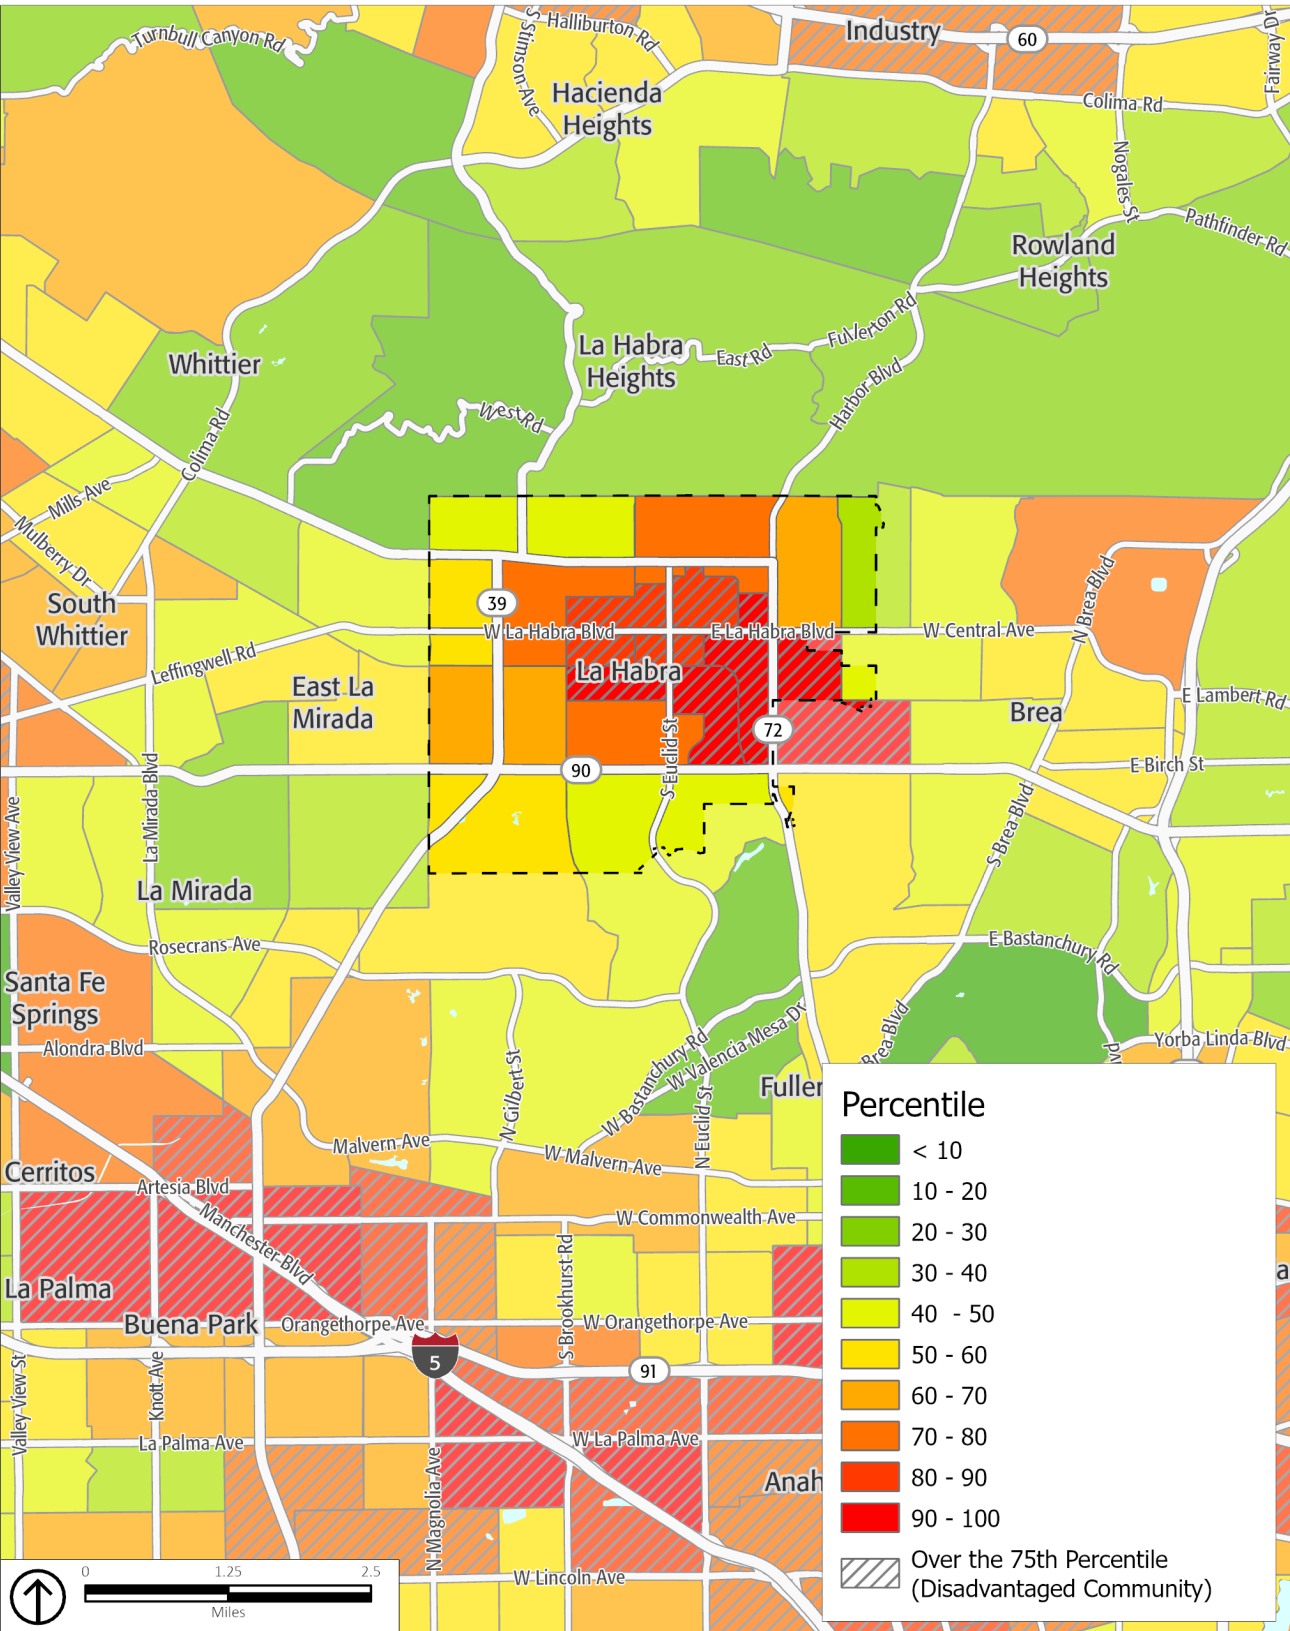 Turnbull Canyon Rd
S Stimson Ave
Halliburton Rd
Industry
60
Fairway Dr
Hacienda
Heights
Colima Rd
Nogales St
Pathfinder Rd
Rowland
Heights
Whittier
La Habra
Heights
East Rd
Fullerton Rd
Harbor Blvd
West Rd
Colima Rd
Mills Ave
Mulberry Dr
South
Whittier
39
W La Habra Blvd
E La Habra Blvd
W Central Ave
N Brea Blvd
Leffingwell Rd
East La
Mirada
La Habra
E Lambert Rd
Brea
72
S Euclid St
90
E Birch St
Valley View Ave
La Mirada Blvd
S Brea Blvd
La Mirada
Rosecrans Ave
E Bastanchury Rd
Santa Fe
Springs
Alondra Blvd
W Bastanchury Rd
W Valencia Mesa Dr
Brea Blvd
vd
Yorba Linda Blvd
N Gilbert St
N Euclid St
Fuller
Malvern Ave
W Malvern Ave
Cerritos
Artesia Blvd
Manchester Blvd
W Commonwealth Ave
La Palma
Buena Park
Orangethorpe Ave
S Brookhurst Rd
W Orangethorpe Ave
a
5
91
Valley View St
Knott Ave
La Palma Ave
W La Palma Ave
N Magnolia Ave
Anah
W Lincoln Ave
Percentile
< 10
10 - 20
20 - 30
30 - 40
40 - 50
50 - 60
60 - 70
70 - 80
80 - 90
90 - 100
Over the 75th Percentile
(Disadvantaged Community)
0 1.25 2.5
Miles